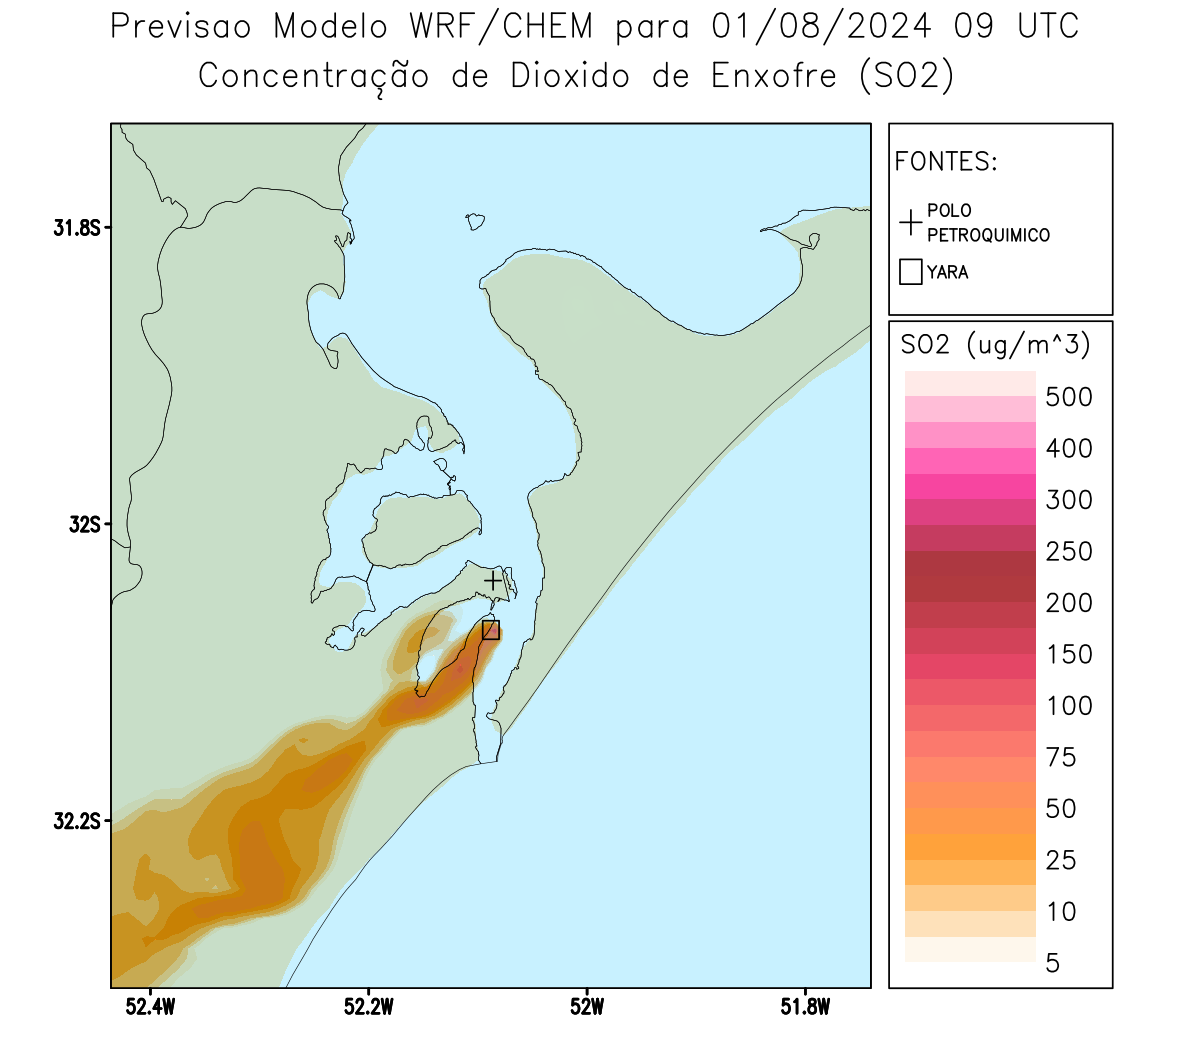 Previsao Modelo WRF/CHEM para 01/08/2024 09 UTC
Concentração de Dioxido de Enxofre (SO2)
FONTES:
POLO
PETROQUIMICO
YARA
SO2 (ug/m^3)
500
400
300
250
200
150
100
75
50
25
10
5
31.8S
32S
32.2S
52.4W
52.2W
52W
51.8W